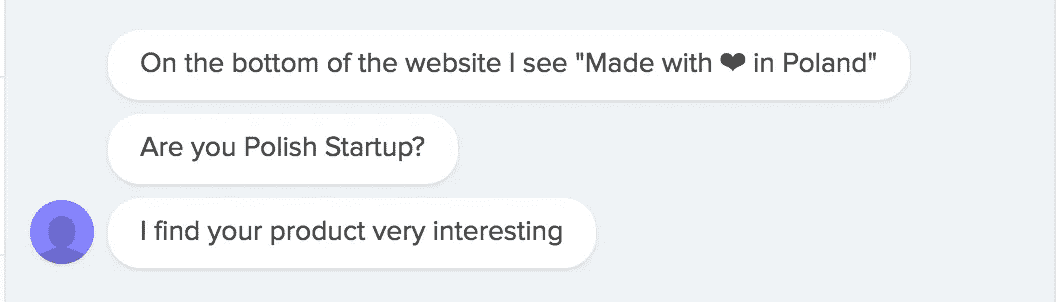 On the bottom of the website I see "Made with ❤ in Poland"
Are you Polish Startup?
I find your product very interesting